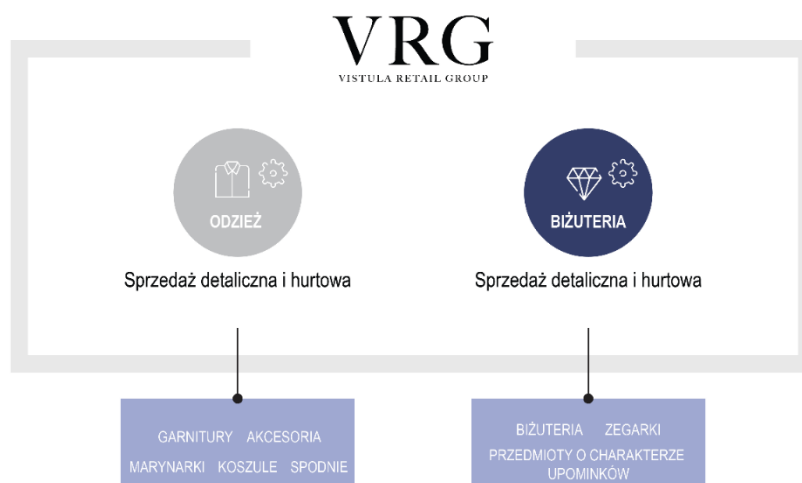 VRG
VISTULA RETAIL GROUP
ODZIEŻ
BIŻUTERIA
Sprzedaż detaliczna i hurtowa
Sprzedaż detaliczna i hurtowa
GARNITURY AKCESORIA
MARYNARKI KOSZULE SPODNIE
BIŻUTERIA ZEGARKI
PRZEDMIOTY O CHARAKTERZE
UPOMINKÓW